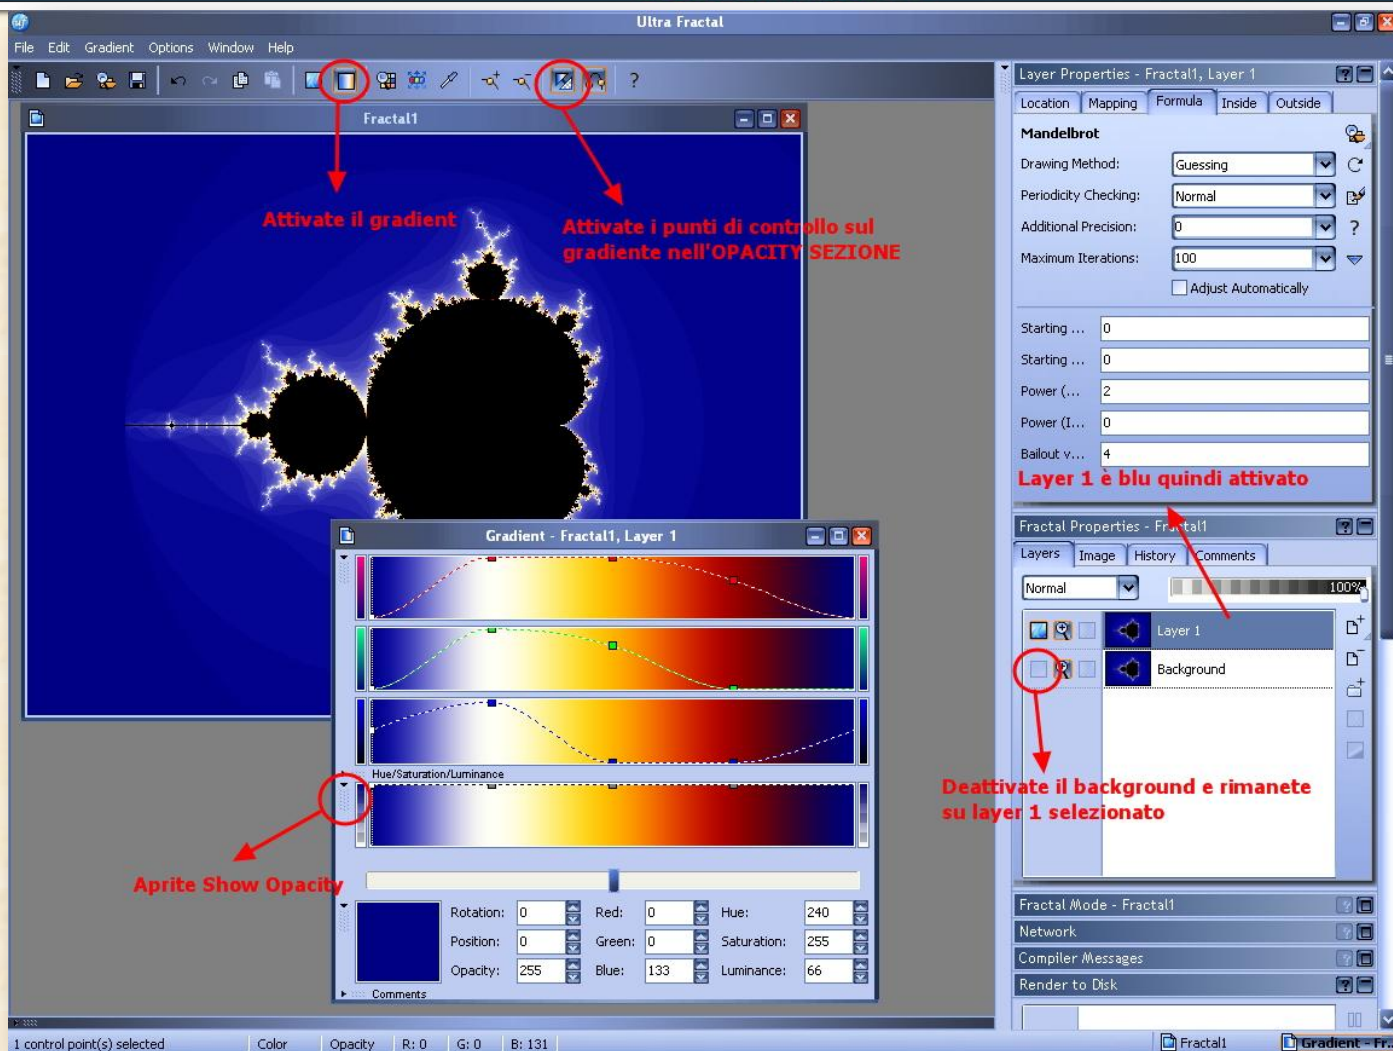 Ultra Fractal
File Edit Gradient Options Window Help
Fractal1
Attivate il gradient
Attivate i punti di controllo sul
gradiente nell'OPACITY SEZIONE
Layer Properties - Fractal1, Layer 1
Location Mapping Formula Inside Outside
Mandelbrot
Drawing Method: Guessing
Periodicity Checking: Normal
Additional Precision: 0
Maximum Iterations: 100
Adjust Automatically
Starting ... 0
Starting ... 0
Power (... 2
Power (I... 0
Bailout v... 4
Layer 1 è blu quindi attivato
Fractal Properties - Fractal1
Layers Image History Comments
Normal 100%
Layer 1
Background
Deattivate il background e rimanete
su layer 1 selezionato
Gradient - Fractal1, Layer 1
Hue/Saturation/Luminance
Aprite Show Opacity
Rotation: 0 Red: 0 Hue: 240
Position: 0 Green: 0 Saturation: 255
Opacity: 255 Blue: 133 Luminance: 66
Comments
Fractal Mode - Fractal1
Network
Compiler Messages
Render to Disk
1 control point(s) selected Color Opacity R: 0 G: 0 B: 131
Fractal1 Gradient - Fr...